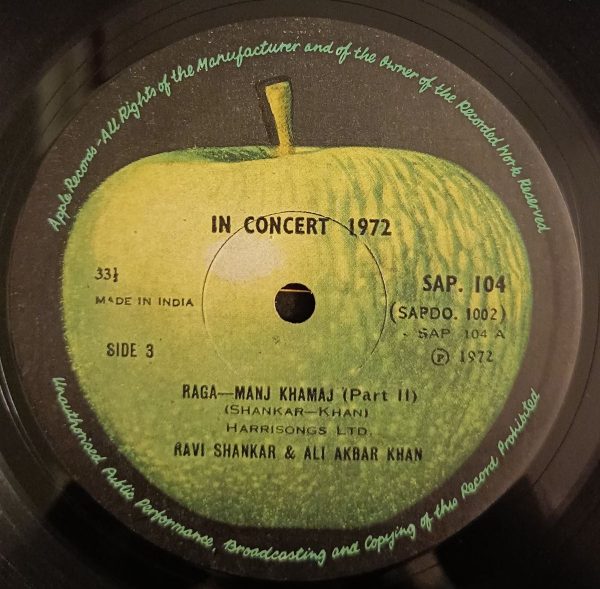 Apple Records - All Rights of the Manufacturer and of the Owner of the Recorded Work Reserved
IN CONCERT 1972
33⅓
MADE IN INDIA
SIDE 3
SAP. 104
(SAPDO. 1002)
SAP 104 A
Ⓟ 1972
RAGA—MANJ KHAMAJ (Part II)
(SHANKAR—KHAN)
HARRISONGS LTD.
RAVI SHANKAR & ALI AKBAR KHAN
Unauthorised Public Performance, Broadcasting and Copying of this Record Prohibited